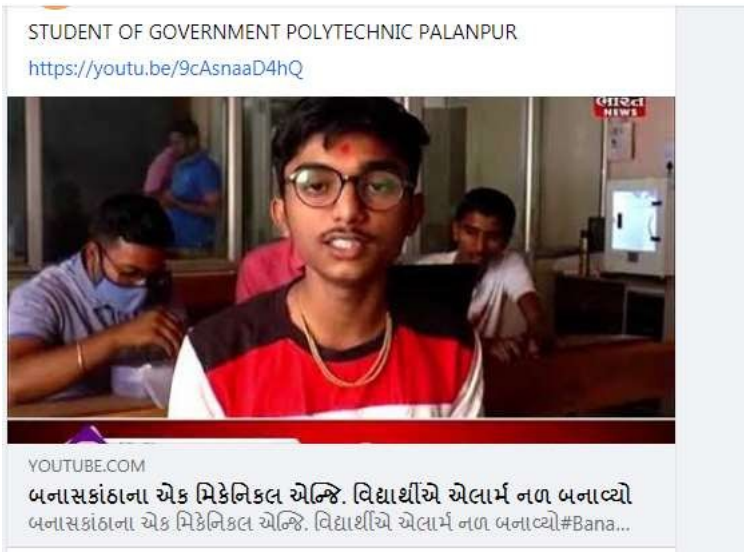 STUDENT OF GOVERNMENT POLYTECHNIC PALANPUR
https://youtu.be/9cAsnaaD4hQ
ભારત
NEWS
YOUTUBE.COM
બનાસકાંઠાના એક મિકેનિકલ એન્જિ. વિદ્યાર્થીએ એલાર્મ નળ બનાવ્યો
બનાસકાંઠાના એક મિકેનિકલ એન્જિ. વિદ્યાર્થીએ એલાર્મ નળ બનાવ્યો#Bana...